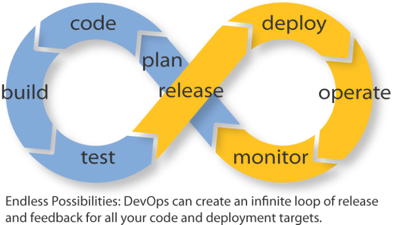 code
deploy
plan
build
release
operate
test
monitor
Endless Possibilities: DevOps can create an infinite loop of release
and feedback for all your code and deployment targets.